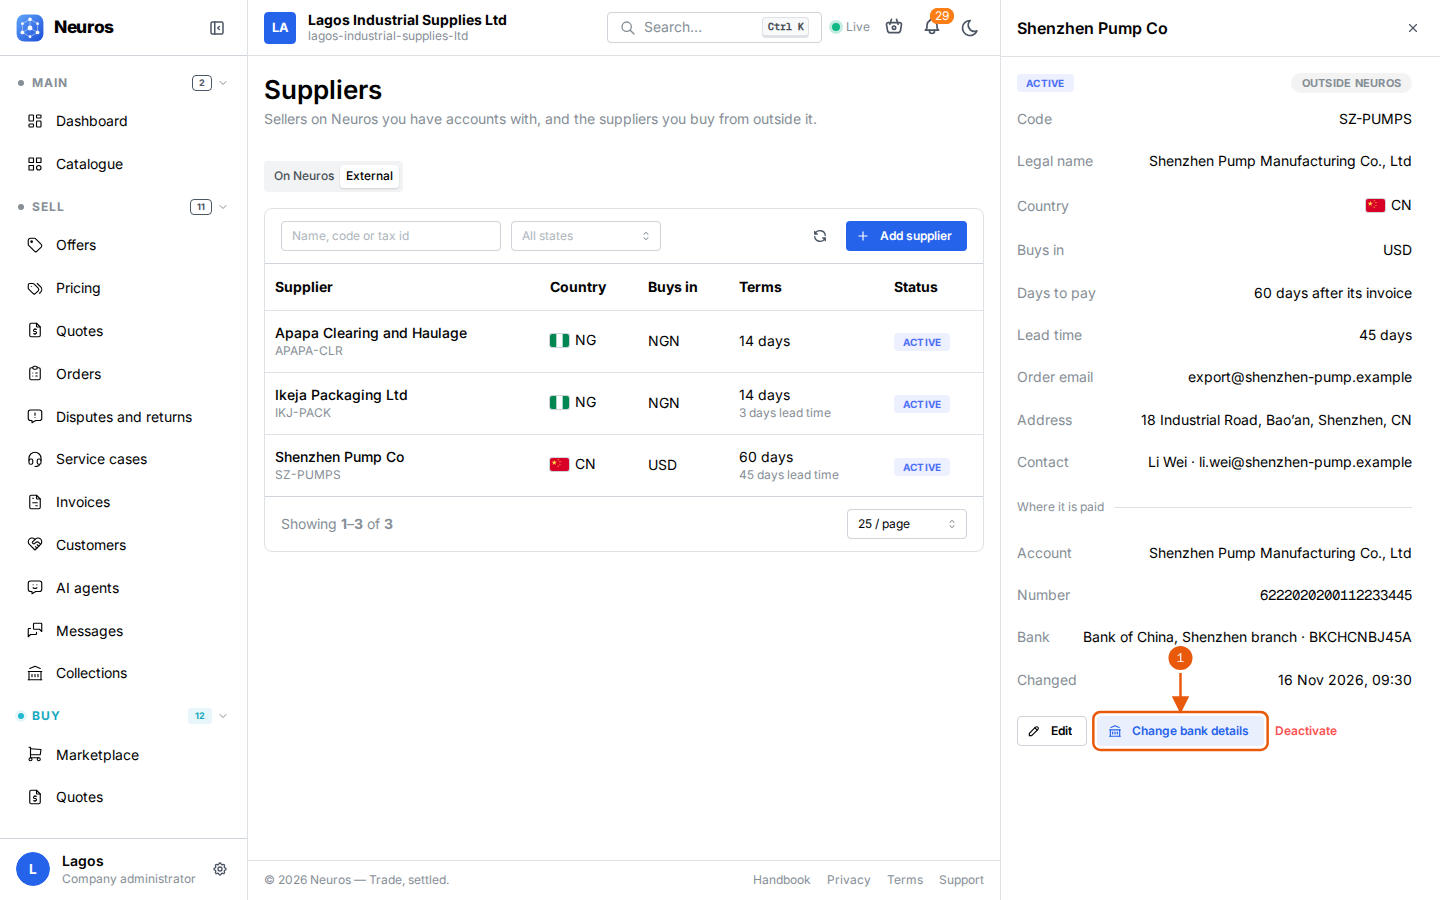 Neuros
MAIN
2
Dashboard
Catalogue
SELL
11
Offers
Pricing
Quotes
Orders
Disputes and returns
Service cases
Invoices
Customers
AI agents
Messages
Collections
BUY
12
Marketplace
Quotes
L
Lagos
Company administrator
LA
Lagos Industrial Supplies Ltd
lagos-industrial-supplies-ltd
Search...
Ctrl K
Live
29
Suppliers
Sellers on Neuros you have accounts with, and the suppliers you buy from outside it.
On Neuros
External
Name, code or tax id
All states
Add supplier
Supplier Country Buys in Terms Status
Apapa Clearing and Haulage NG NGN 14 days ACTIVE
APAPA-CLR
Ikeja Packaging Ltd NG NGN 14 days ACTIVE
IKJ-PACK 3 days lead time
Shenzhen Pump Co CN USD 60 days ACTIVE
SZ-PUMPS 45 days lead time
Showing 1–3 of 3
25 / page
© 2026 Neuros — Trade, settled.
Handbook Privacy Terms Support
Shenzhen Pump Co
ACTIVE
OUTSIDE NEUROS
Code SZ-PUMPS
Legal name Shenzhen Pump Manufacturing Co., Ltd
Country CN
Buys in USD
Days to pay 60 days after its invoice
Lead time 45 days
Order email export@shenzhen-pump.example
Address 18 Industrial Road, Bao’an, Shenzhen, CN
Contact Li Wei · li.wei@shenzhen-pump.example
Where it is paid
Account Shenzhen Pump Manufacturing Co., Ltd
Number 6222020200112233445
Bank Bank of China, Shenzhen branch · BKCHCNBJ45A
1
Changed 16 Nov 2026, 09:30
Edit
Change bank details
Deactivate